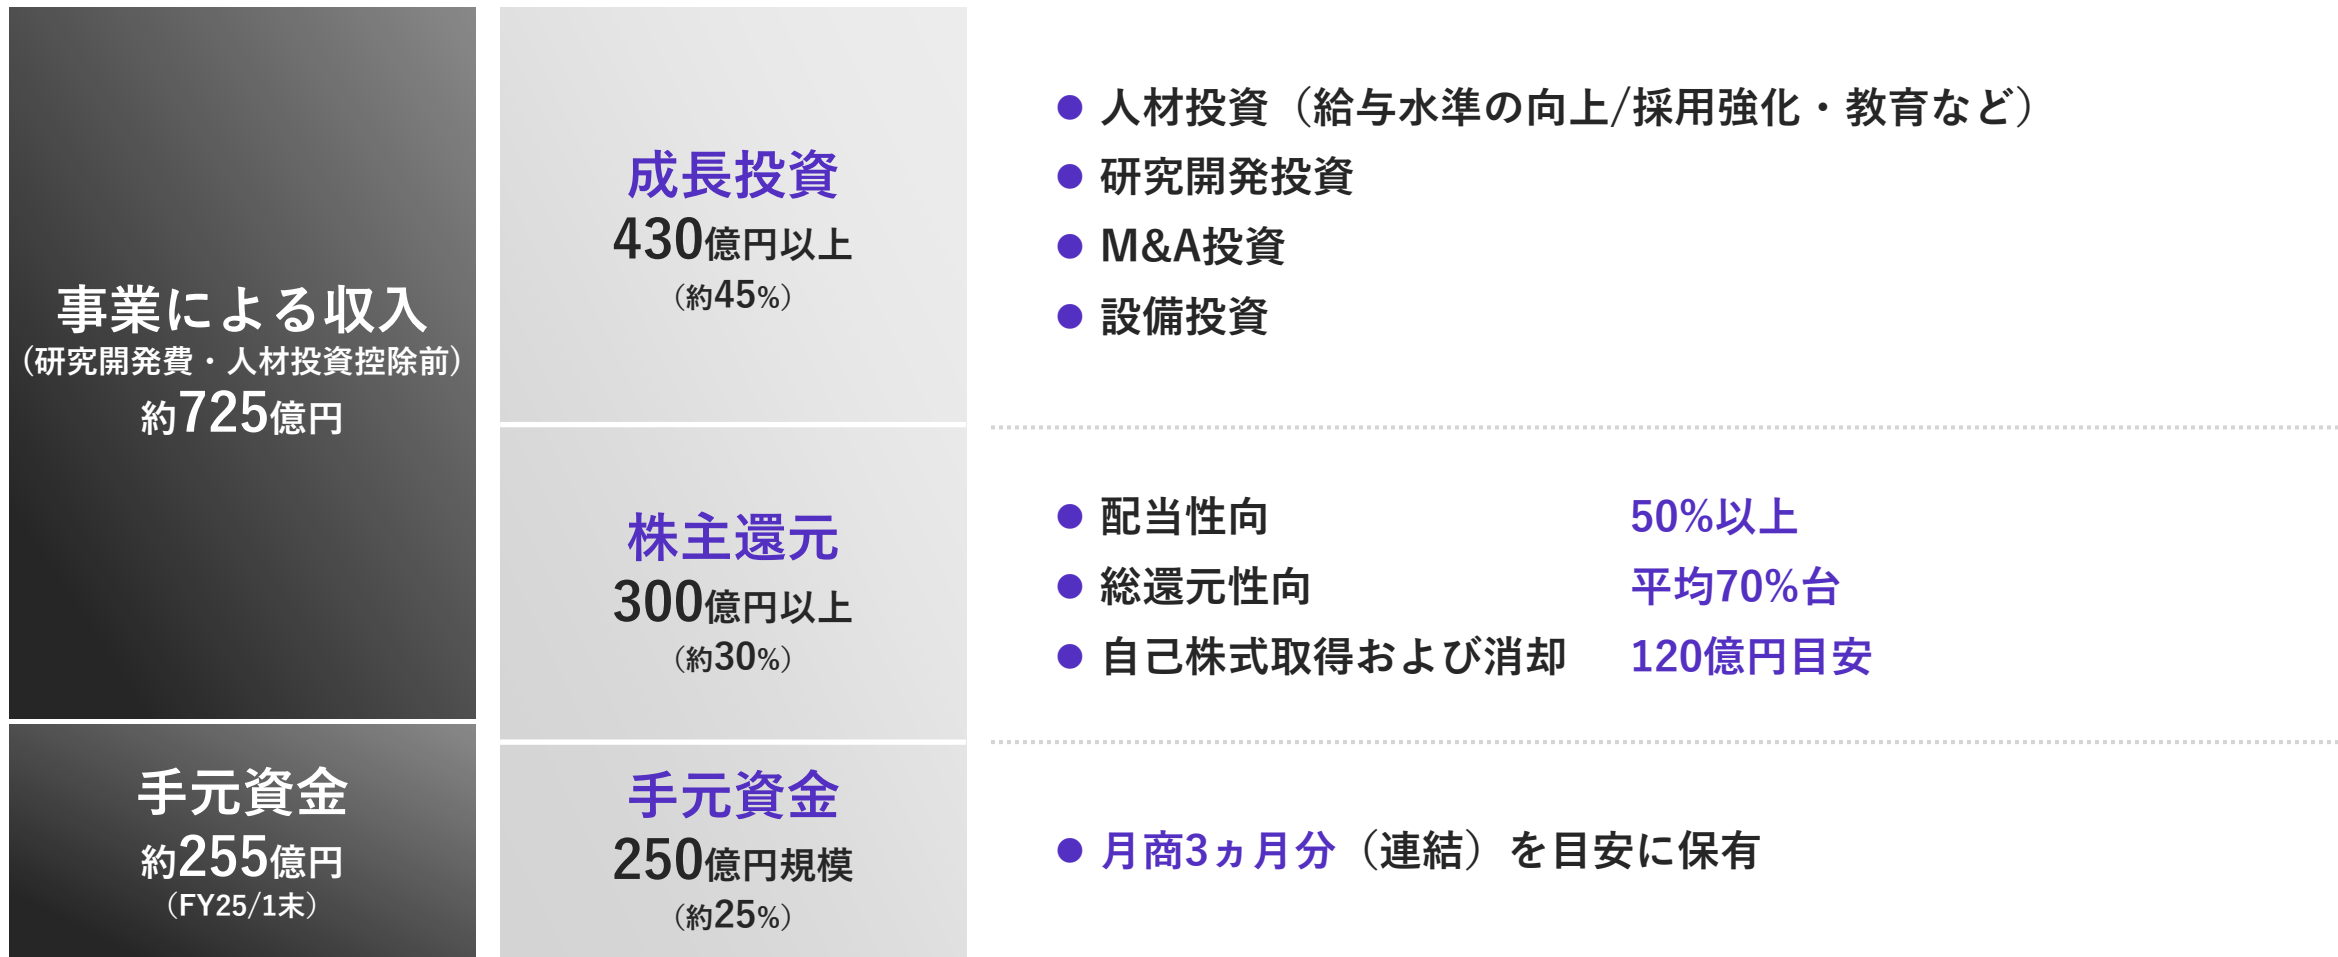 事業による収入
（研究開発費・人材投資控除前）
約725億円
手元資金
約255億円
（FY25/1末）
成長投資
430億円以上
（約45%）
株主還元
300億円以上
（約30%）
手元資金
250億円規模
（約25%）
● 人材投資（給与水準の向上/採用強化・教育など）
● 研究開発投資
● M&A投資
● 設備投資
● 配当性向 50%以上
● 総還元性向 平均70%台
● 自己株式取得および消却 120億円目安
● 月商3ヵ月分（連結）を目安に保有